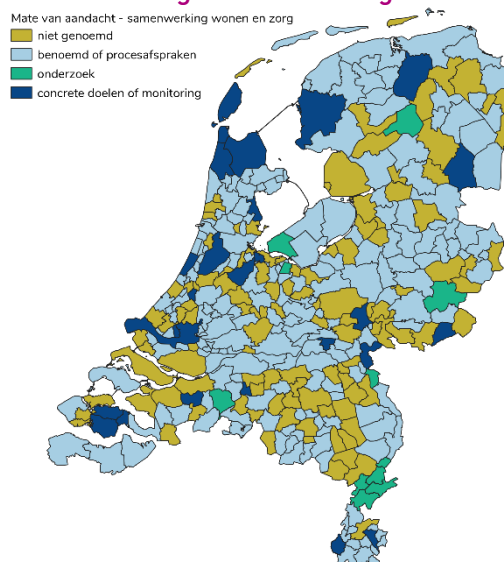 Mate van aandacht - samenwerking wonen en zorg
niet genoemd
benoemd of procesafspraken
onderzoek
concrete doelen of monitoring